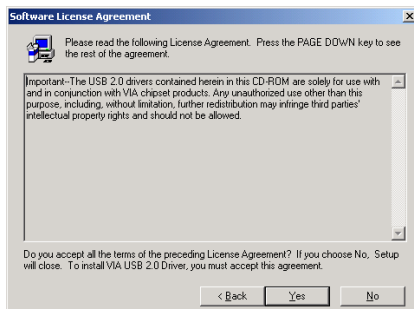 Software License Agreement
Please read the following License Agreement. Press the PAGE DOWN key to see
the rest of the agreement.
Important--The USB 2.0 drivers contained herein in this CD-ROM are solely for use with
and in conjunction with VIA chipset products. Any unauthorized use other than this
purpose, including, without limitation, further redistribution may infringe third parties'
intellectual property rights and should not be allowed.
Do you accept all the terms of the preceding License Agreement? If you choose No, Setup
will close. To install VIA USB 2.0 Driver, you must accept this agreement.
< Back Yes No